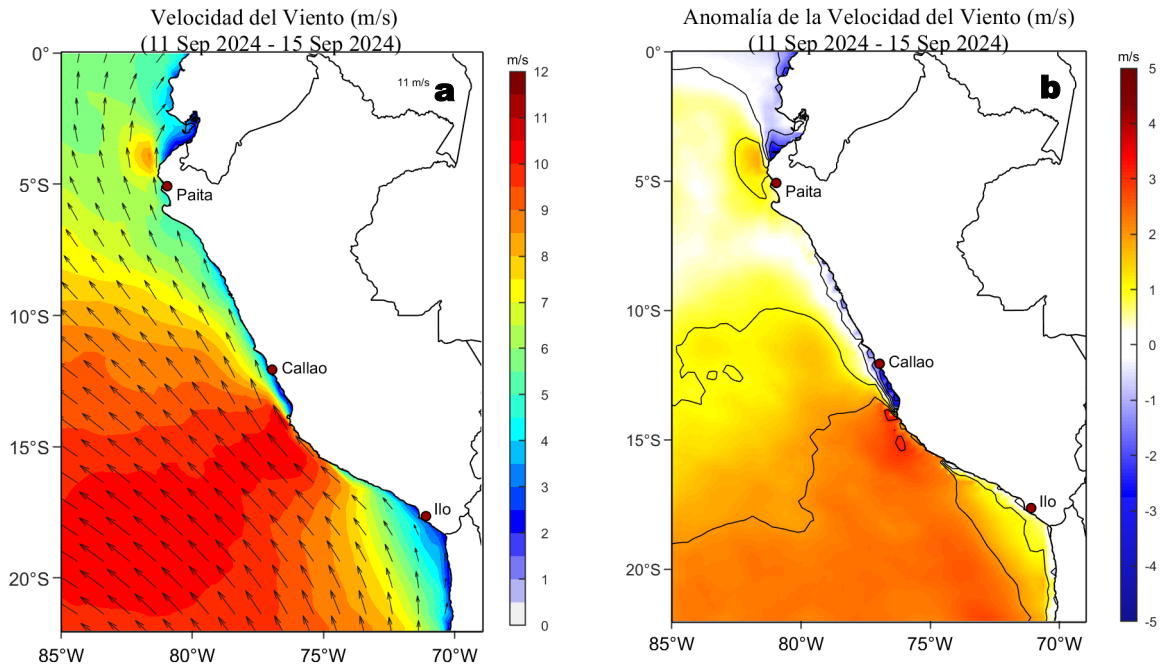 Velocidad del Viento (m/s)
(11 Sep 2024 - 15 Sep 2024)
0°
5°S
10°S
15°S
20°S
85°W
80°W
75°W
70°W
11 m/s
a
Paita
Callao
Ilo
m/s
12
11
10
9
8
7
6
5
4
3
2
1
0
Anomalía de la Velocidad del Viento (m/s)
(11 Sep 2024 - 15 Sep 2024)
0°
5°S
10°S
15°S
20°S
85°W
80°W
75°W
70°W
b
Paita
Callao
Ilo
m/s
5
4
3
2
1
0
-1
-2
-3
-4
-5